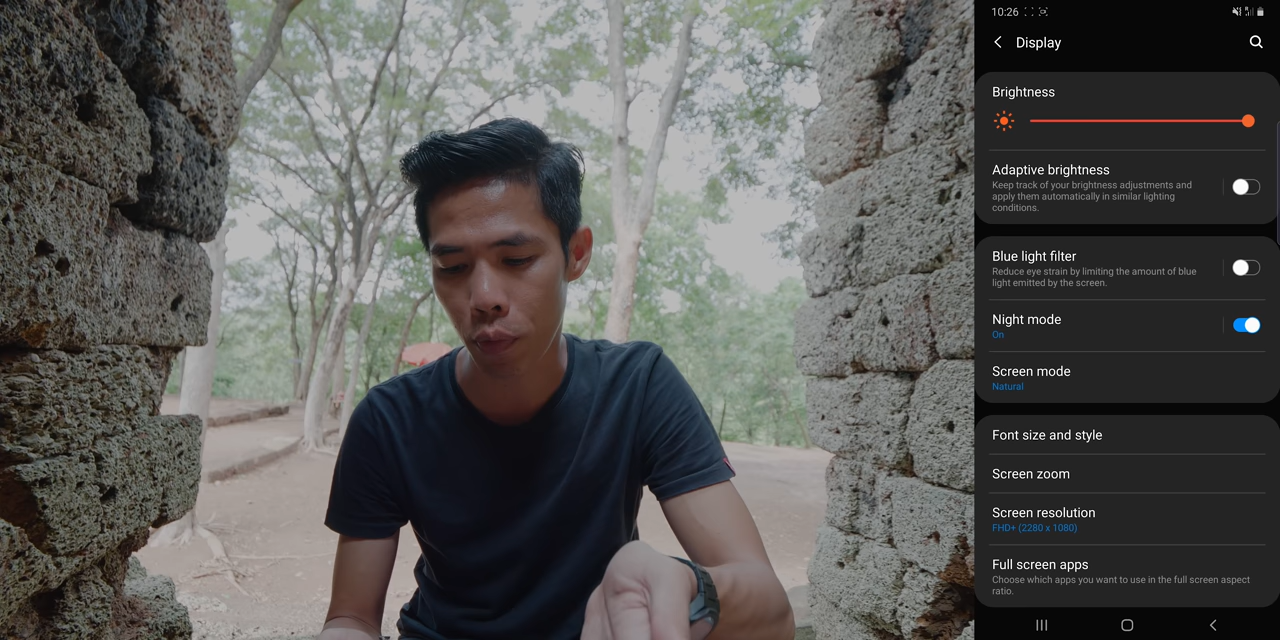 10:26
Display
Brightness
Adaptive brightness
Keep track of your brightness adjustments and
apply them automatically in similar lighting
conditions.
Blue light filter
Reduce eye strain by limiting the amount of blue
light emitted by the screen.
Night mode
On
Screen mode
Natural
Font size and style
Screen zoom
Screen resolution
FHD+ (2280 x 1080)
Full screen apps
Choose which apps you want to use in the full screen aspect
ratio.